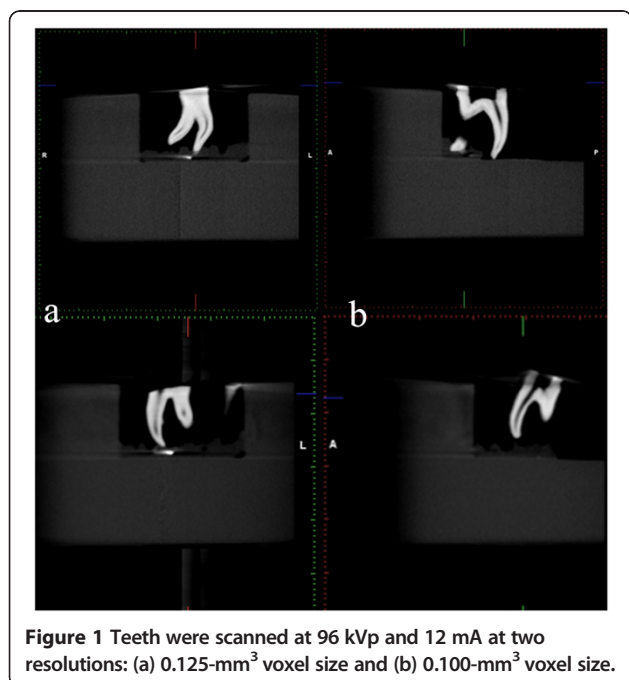 R L A P
a b
L A
Figure 1 Teeth were scanned at 96 kVp and 12 mA at two
resolutions: (a) 0.125-mm³ voxel size and (b) 0.100-mm³ voxel size.